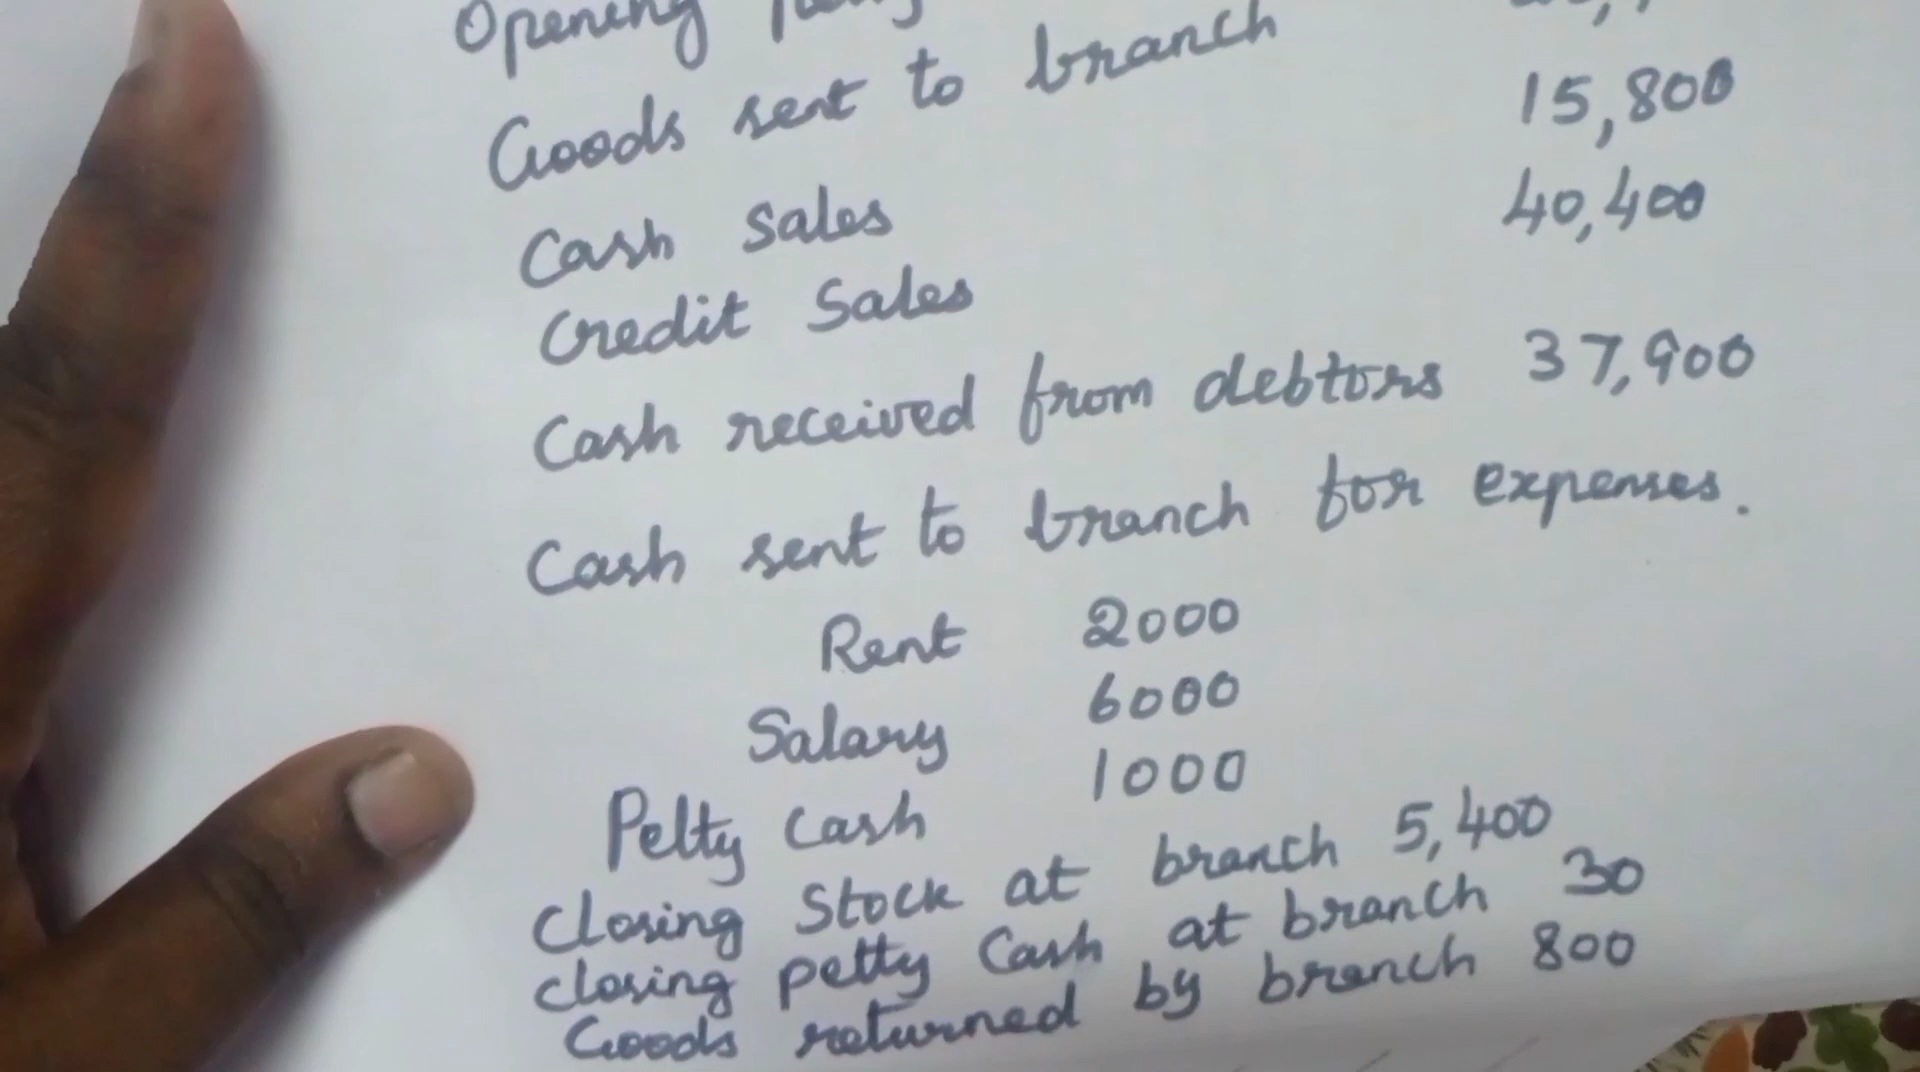 Opening
Goods sent to branch
Cash Sales 15,800
Credit Sales 40,400
Cash received from debtors 37,900
Cash sent to branch for expenses.
Rent 2000
Salary 6000
Petty Cash 1000
Closing Stock at branch 5,400
closing petty Cash at branch 30
Goods returned by branch 800